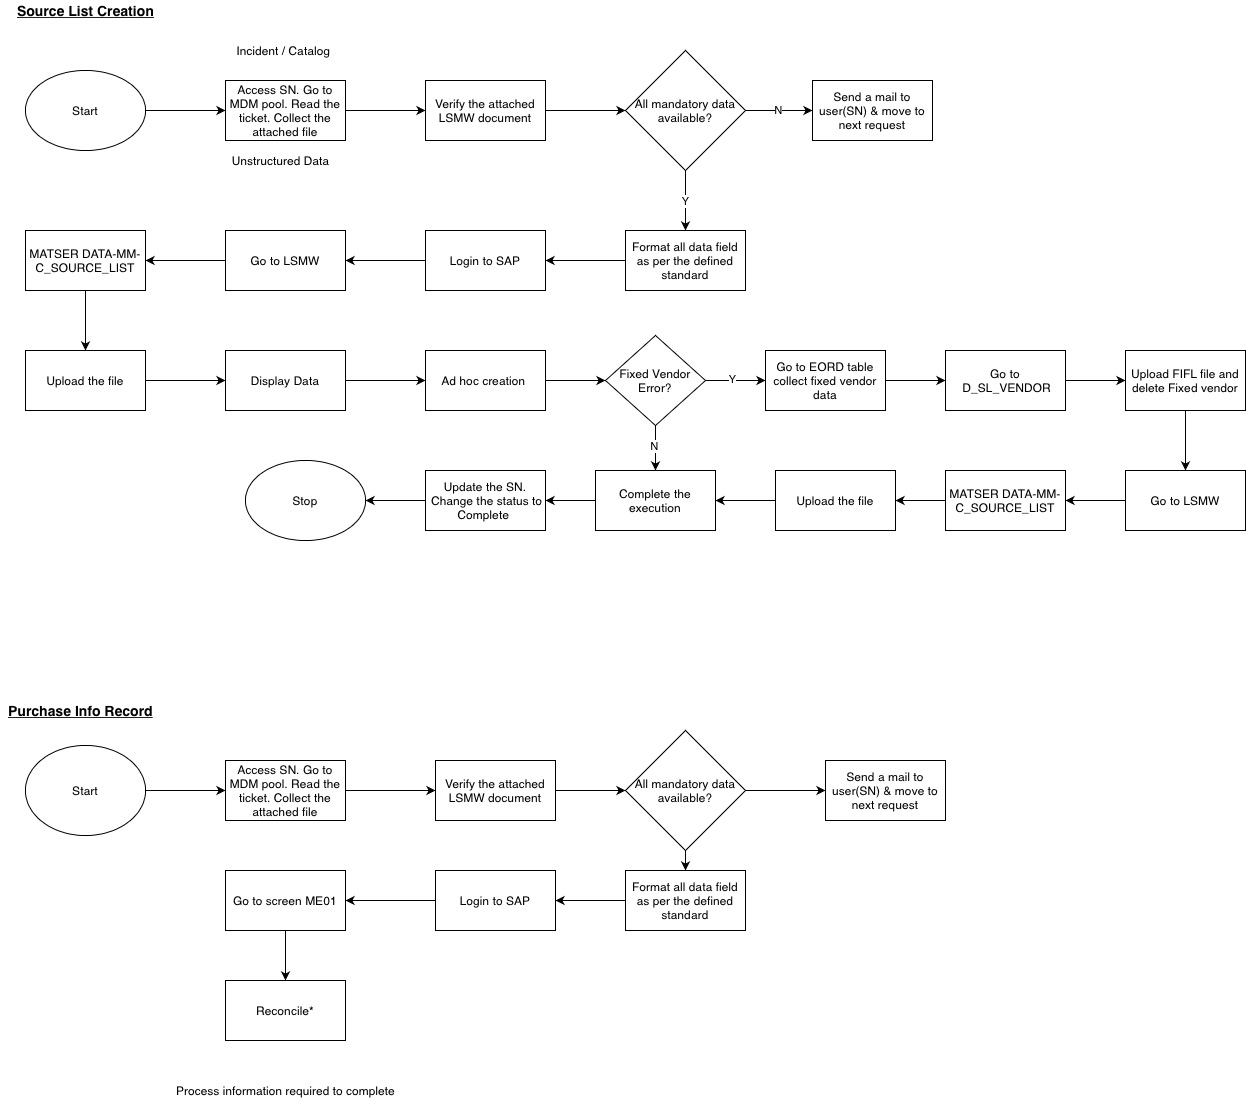 Source List Creation
Incident / Catalog
Start
Access SN. Go to
MDM pool. Read the
ticket. Collect the
attached file
Verify the attached
LSMW document
All mandatory data
available?
N
Send a mail to
user(SN) & move to
next request
Unstructured Data
Y
MATSER DATA-MM-
C_SOURCE_LIST
Go to LSMW
Login to SAP
Format all data field
as per the defined
standard
Upload the file
Display Data
Ad hoc creation
Fixed Vendor
Error?
Y
Go to EORD table
collect fixed vendor
data
Go to
D_SL_VENDOR
Upload FIFL file and
delete Fixed vendor
N
Stop
Update the SN.
Change the status to
Complete
Complete the
execution
Upload the file
MATSER DATA-MM-
C_SOURCE_LIST
Go to LSMW
Purchase Info Record
Start
Access SN. Go to
MDM pool. Read the
ticket. Collect the
attached file
Verify the attached
LSMW document
All mandatory data
available?
Send a mail to
user(SN) & move to
next request
Go to screen ME01
Login to SAP
Format all data field
as per the defined
standard
Reconcile*
Process information required to complete